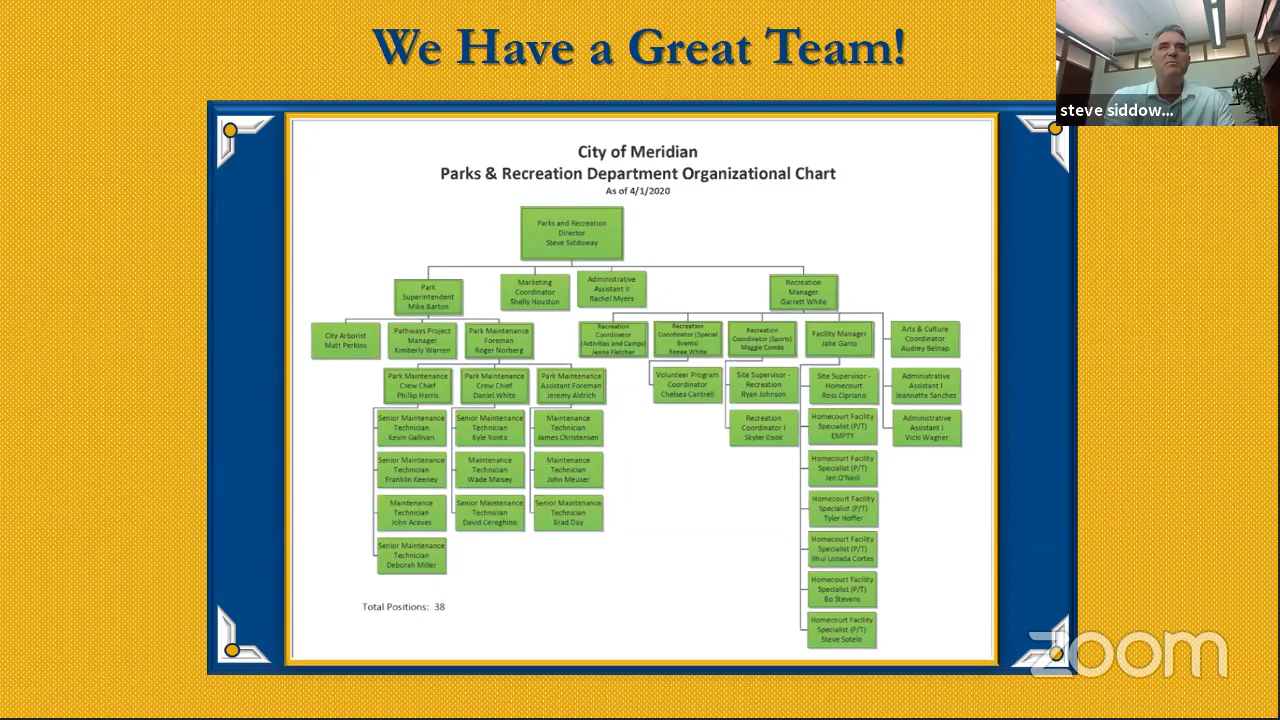 We Have a Great Team!
steve siddow...
City of Meridian
Parks & Recreation Department Organizational Chart
As of 4/1/2020
Parks and Recreation
Director
Steve Siddoway
Park
Superintendent
Mike Barton
Marketing
Coordinator
Shelly Houston
Administrative
Assistant II
Rachel Myers
Recreation
Manager
Garrett White
City Arborist
Matt Perkins
Pathways Project
Manager
Kimberly Warren
Park Maintenance
Foreman
Roger Norberg
Recreation
Coordinator
(Activities and Camps)
Jenna Fletcher
Recreation
Coordinator (Special
Events)
Renee White
Recreation
Coordinator (Sports)
Maggie Combs
Facility Manager
Jake Garro
Arts & Culture
Coordinator
Audrey Belnap
Park Maintenance
Crew Chief
Phillip Harris
Park Maintenance
Crew Chief
Daniel White
Park Maintenance
Assistant Foreman
Jeremy Aldrich
Volunteer Program
Coordinator
Chelsea Cantrell
Site Supervisor -
Recreation
Ryan Johnson
Site Supervisor -
Homecourt
Ross Cipriano
Administrative
Assistant I
Jeannette Sanchez
Senior Maintenance
Technician
Kevin Gallivan
Senior Maintenance
Technician
Kyle Yorita
Maintenance
Technician
James Christensen
Recreation
Coordinator I
Skyler Cook
Homecourt Facility
Specialist (P/T)
EMPTY
Administrative
Assistant I
Vicki Wagner
Senior Maintenance
Technician
Franklin Keeney
Maintenance
Technician
Wade Maisey
Maintenance
Technician
John Meuser
Homecourt Facility
Specialist (P/T)
Jen O'Neill
Maintenance
Technician
John Aceves
Senior Maintenance
Technician
David Cereghino
Senior Maintenance
Technician
Brad Day
Homecourt Facility
Specialist (P/T)
Tyler Hoffer
Senior Maintenance
Technician
Deborah Miller
Homecourt Facility
Specialist (P/T)
Ilhui Lozada Cortes
Homecourt Facility
Specialist (P/T)
Bo Stevens
Homecourt Facility
Specialist (P/T)
Steve Sotelo
Total Positions: 38
zoom